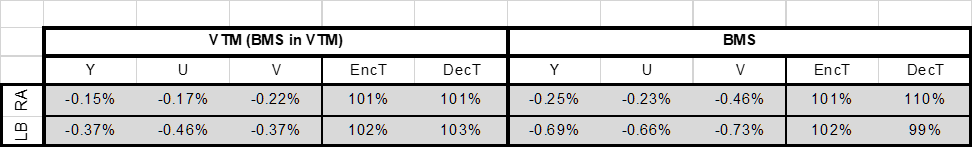 VTM (BMS in VTM) BMS
Y U V EncT DecT Y U V EncT DecT
RA -0.15% -0.17% -0.22% 101% 101% -0.25% -0.23% -0.46% 101% 110%
LB -0.37% -0.46% -0.37% 102% 103% -0.69% -0.66% -0.73% 102% 99%